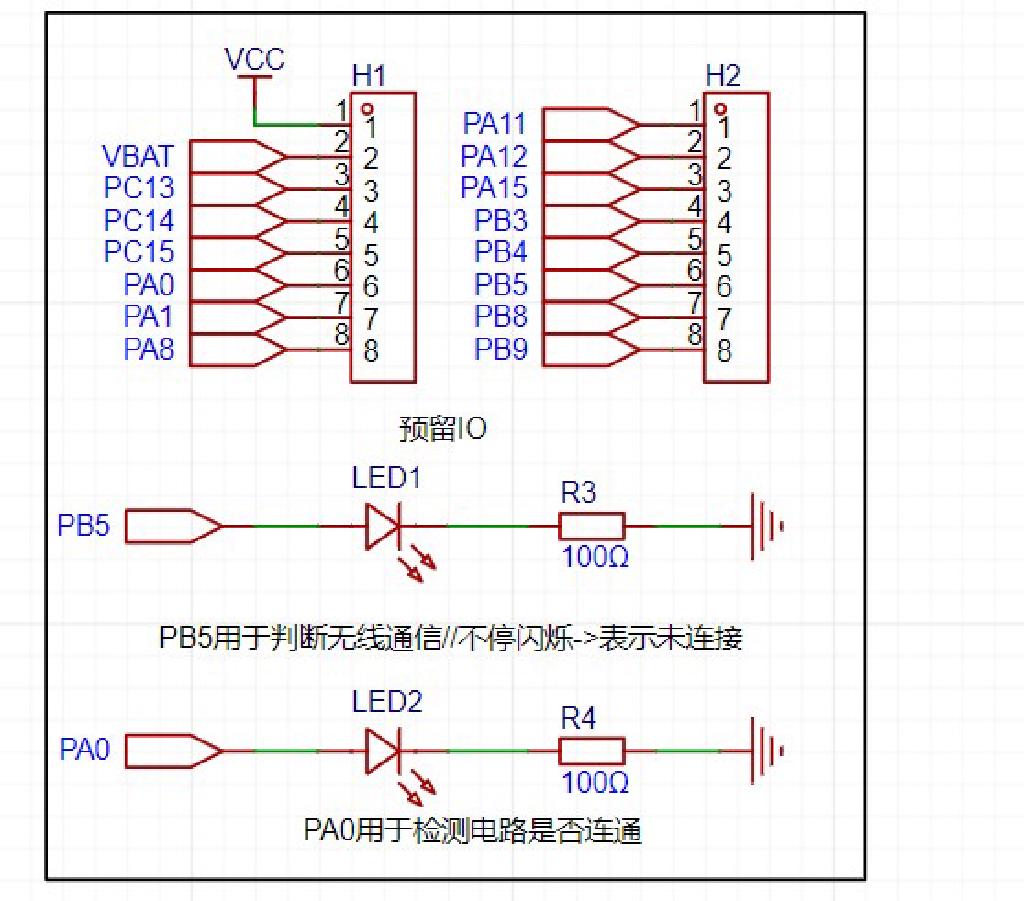 VCC
H1
1 1
VBAT 2 2
PC13 3 3
PC14 4 4
PC15 5 5
PA0 6 6
PA1 7 7
PA8 8 8
H2
PA11 1 1
PA12 2 2
PA15 3 3
PB3 4 4
PB4 5 5
PB5 6 6
PB8 7 7
PB9 8 8
预留IO
LED1
R3
PB5
100Ω
PB5用于判断无线通信//不停闪烁->表示未连接
LED2
R4
PA0
100Ω
PA0用于检测电路是否连通